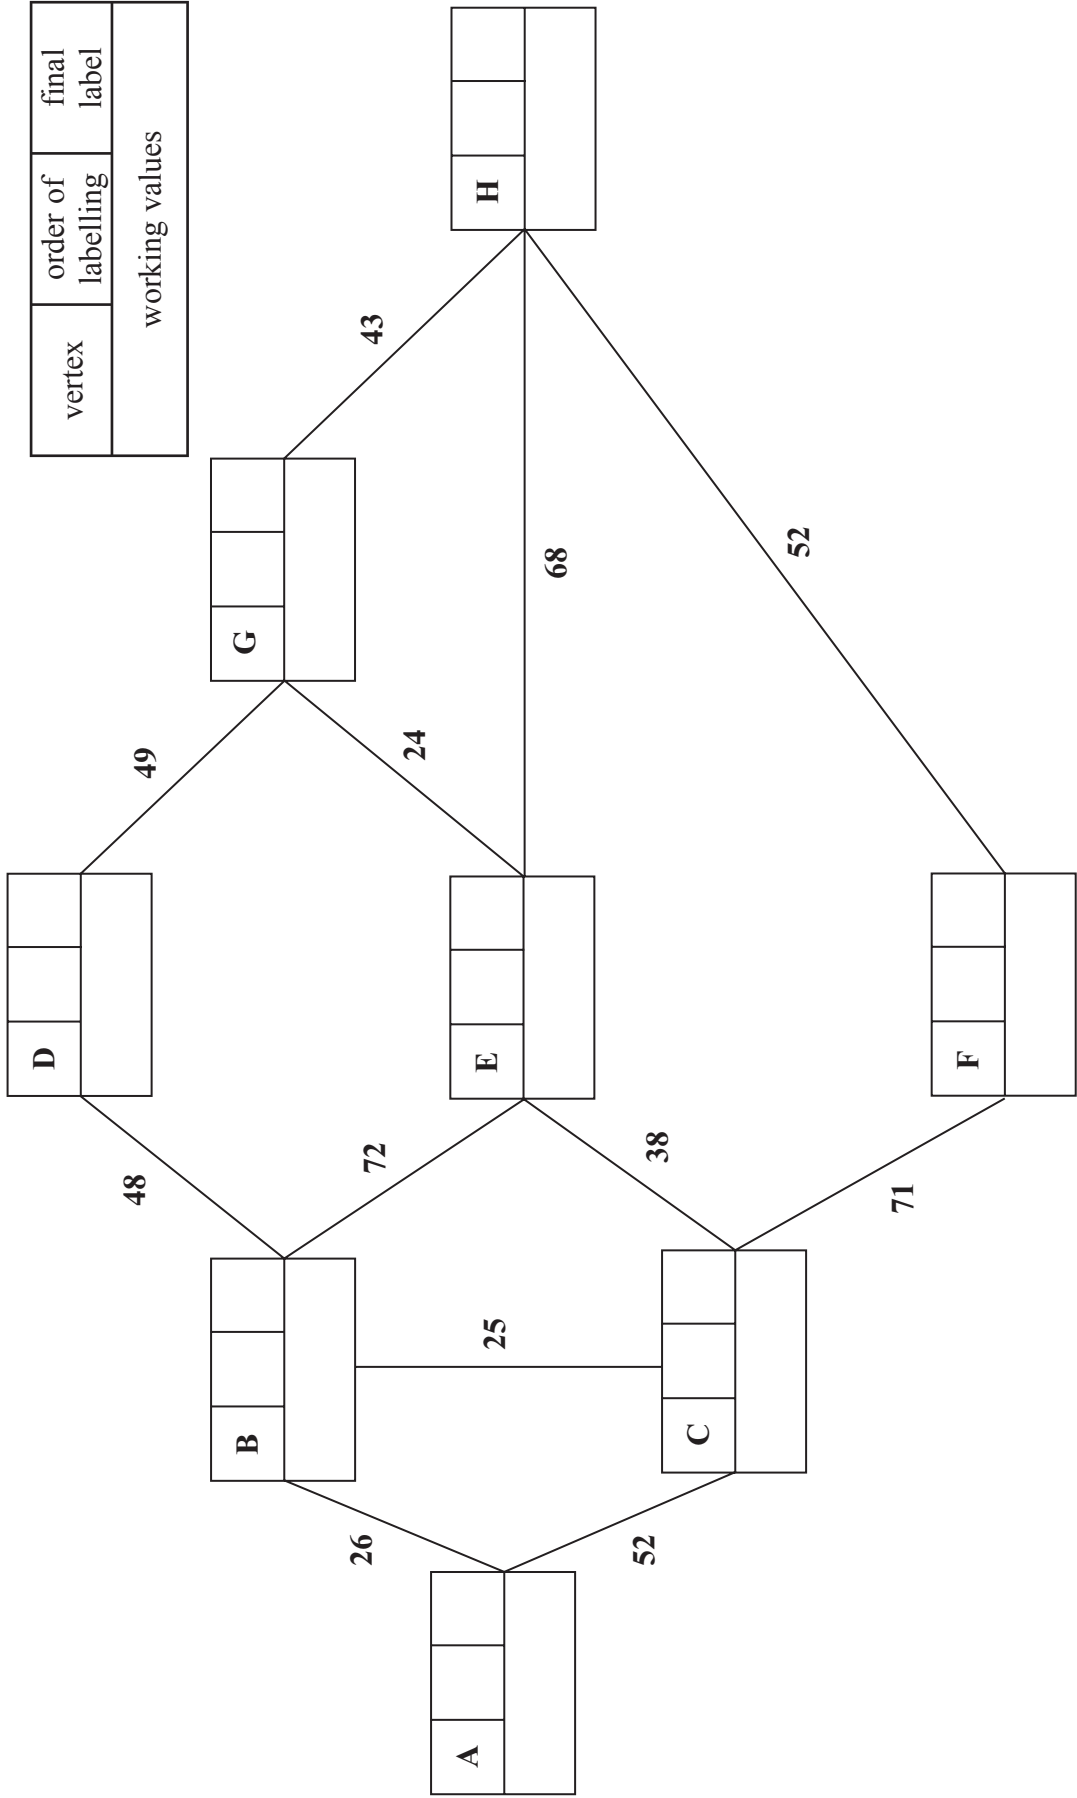 vertex
order of
labelling
final
label
working values
D
49
G
43
48
24
B
72
E
68
H
26
25
38
A
52
C
71
52
F